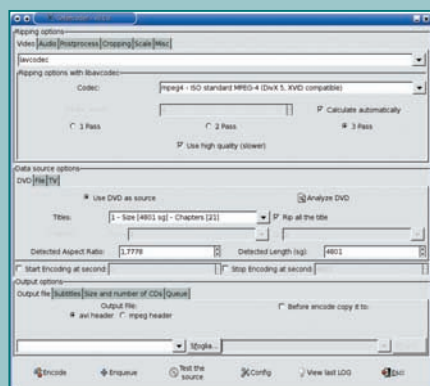 Ripping options
Video Audio Postprocess Cropping Scale Misc
lavcodec
Ripping options with libavcodec
Codec: mpeg4 - ISO standard MPEG-4 (DivX 5, XVID compatible)
Calculate automatically
1 Pass 2 Pass 3 Pass
Use high quality (slower)
Data source options
DVD File TV
Use DVD as source Analyze DVD
Titles: 1 - Size [4801 sg] - Chapters [21] Rip all the title
Detected Aspect Ratio: 1,7778 Detected Length (sg) 4801
Start Encoding at second Stop Encoding at second
Output options
Output file Subtitles Size and number of CDs Queue
Output file: Before encode copy it to:
avi header mpeg header
Sfoglia...
Encode Enqueue Test the source Config View last LOG Esci